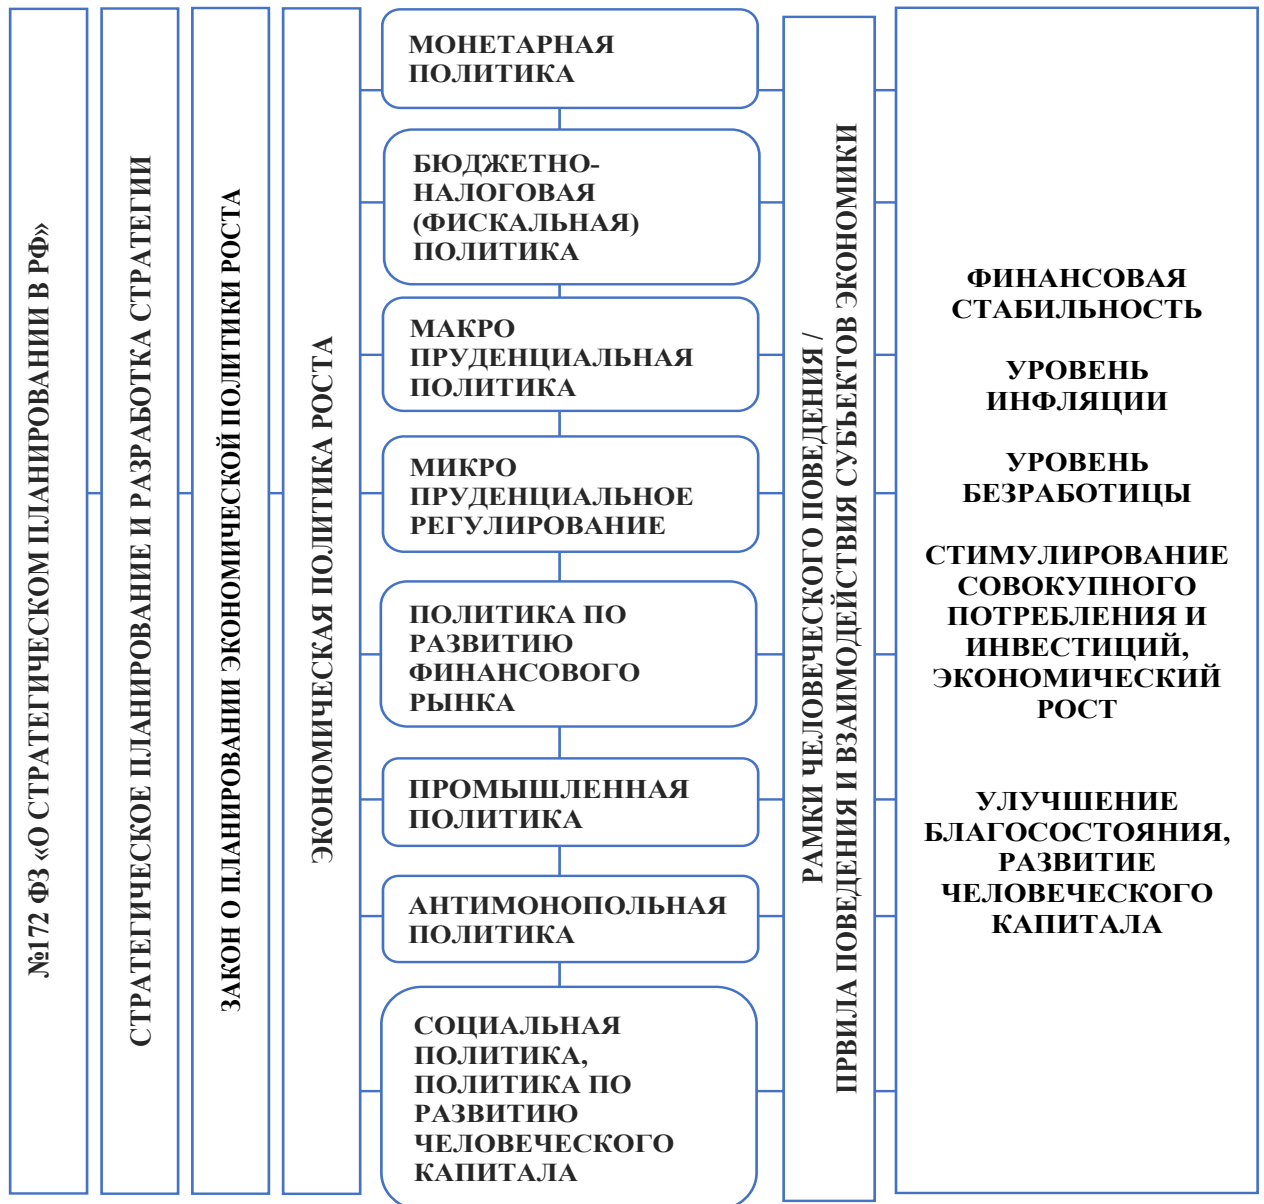 №172 ФЗ «О СТРАТЕГИЧЕСКОМ ПЛАНИРОВАНИИ В РФ»
СТРАТЕГИЧЕСКОЕ ПЛАНИРОВАНИЕ И РАЗРАБОТКА СТРАТЕГИИ
ЗАКОН О ПЛАНИРОВАНИИ ЭКОНОМИЧЕСКОЙ ПОЛИТИКИ РОСТА
ЭКОНОМИЧЕСКАЯ ПОЛИТИКА РОСТА
МОНЕТАРНАЯ
ПОЛИТИКА
БЮДЖЕТНО-
НАЛОГОВАЯ
(ФИСКАЛЬНАЯ)
ПОЛИТИКА
МАКРО
ПРУДЕНЦИАЛЬНАЯ
ПОЛИТИКА
МИКРО
ПРУДЕНЦИАЛЬНОЕ
РЕГУЛИРОВАНИЕ
ПОЛИТИКА ПО
РАЗВИТИЮ
ФИНАНСОВОГО
РЫНКА
ПРОМЫШЛЕННАЯ
ПОЛИТИКА
АНТИМОНОПОЛЬНАЯ
ПОЛИТИКА
СОЦИАЛЬНАЯ
ПОЛИТИКА,
ПОЛИТИКА ПО
РАЗВИТИЮ
ЧЕЛОВЕЧЕСКОГО
КАПИТАЛА
РАМКИ ЧЕЛОВЕЧЕСКОГО ПОВЕДЕНИЯ /
ПРВИЛА ПОВЕДЕНИЯ И ВЗАИМОДЕЙСТВИЯ СУБЪЕКТОВ ЭКОНОМИКИ
ФИНАНСОВАЯ
СТАБИЛЬНОСТЬ
УРОВЕНЬ
ИНФЛЯЦИИ
УРОВЕНЬ
БЕЗРАБОТИЦЫ
СТИМУЛИРОВАНИЕ
СОВОКУПНОГО
ПОТРЕБЛЕНИЯ И
ИНВЕСТИЦИЙ,
ЭКОНОМИЧЕСКИЙ
РОСТ
УЛУЧШЕНИЕ
БЛАГОСОСТОЯНИЯ,
РАЗВИТИЕ
ЧЕЛОВЕЧЕСКОГО
КАПИТАЛА